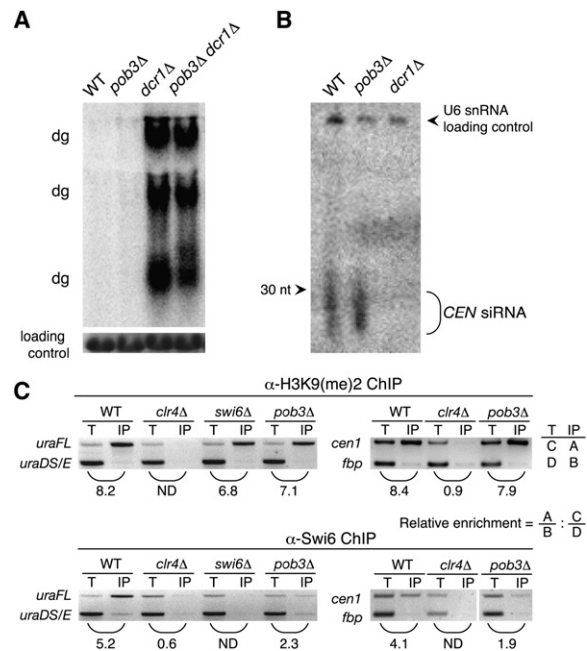 A
WT
pob3Δ
dcr1Δ
pob3Δ dcr1Δ
dg
dg
dg
loading
control
B
WT
pob3Δ
dcr1Δ
U6 snRNA
loading control
30 nt
CEN siRNA
C
α-H3K9(me)2 ChIP
WT clr4Δ swi6Δ pob3Δ
T IP T IP T IP T IP
uraFL
uraDS/E
8.2 ND 6.8 7.1
WT clr4Δ pob3Δ
T IP T IP T IP
cen1
fbp
8.4 0.9 7.9
T IP
C A
D B
Relative enrichment = A/B : C/D
α-Swi6 ChIP
WT clr4Δ swi6Δ pob3Δ
T IP T IP T IP T IP
uraFL
uraDS/E
5.2 0.6 ND 2.3
WT clr4Δ pob3Δ
T IP T IP T IP
cen1
fbp
4.1 ND 1.9